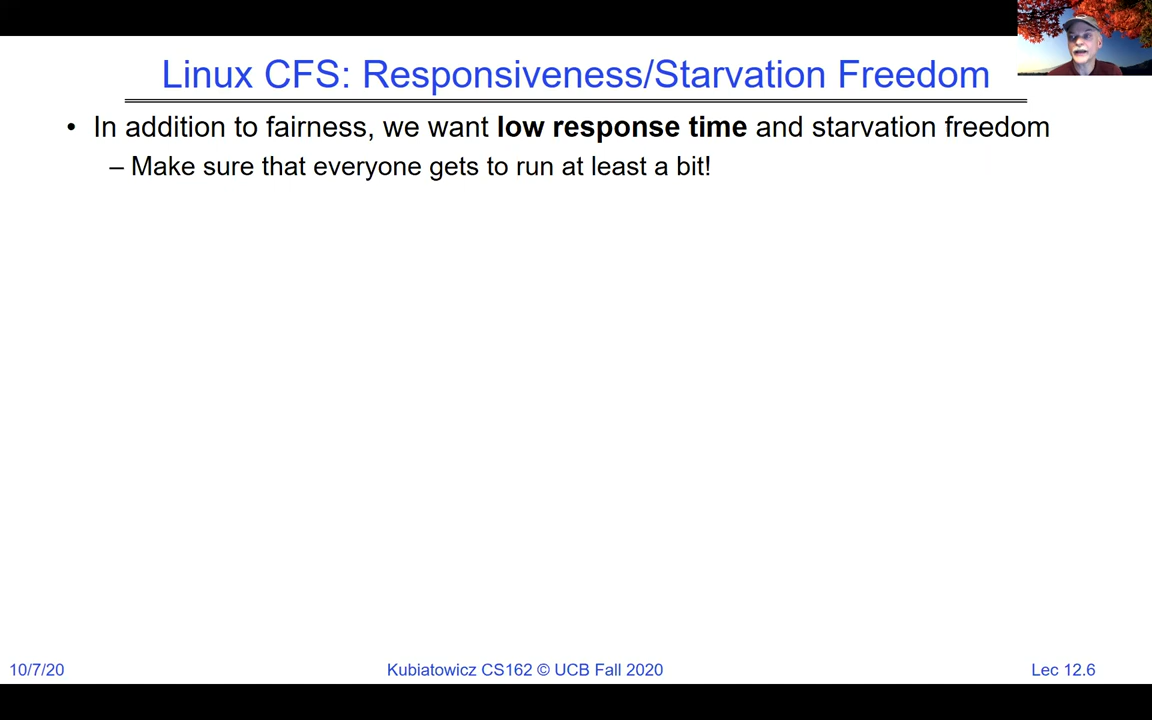 Linux CFS: Responsiveness/Starvation Freedom
• In addition to fairness, we want low response time and starvation freedom
– Make sure that everyone gets to run at least a bit!
10/7/20
Kubiatowicz CS162 © UCB Fall 2020
Lec 12.6